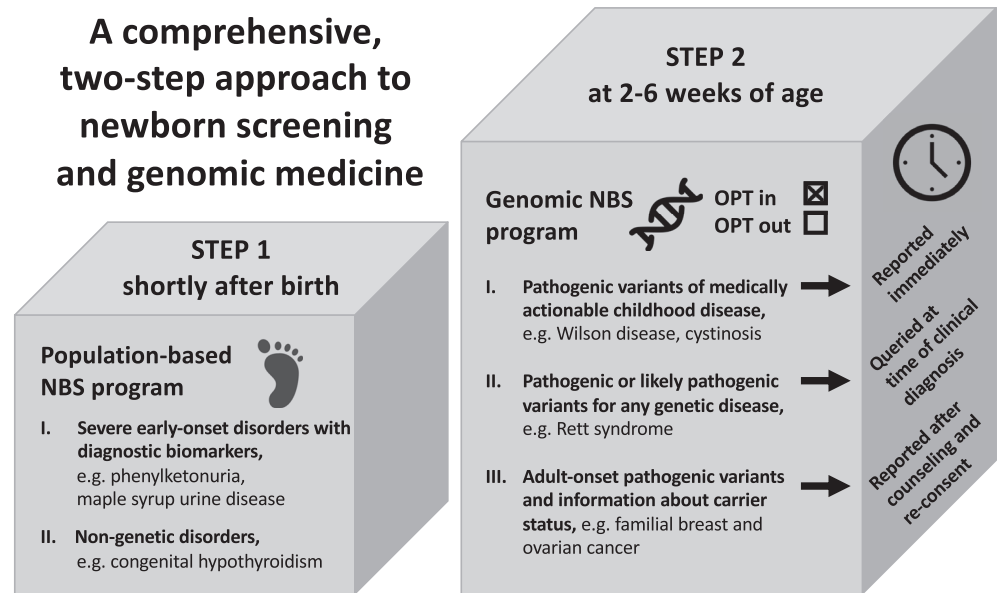 A comprehensive,
two-step approach to
newborn screening
and genomic medicine
STEP 1
shortly after birth
Population-based
NBS program
I. Severe early-onset disorders with
diagnostic biomarkers,
e.g. phenylketonuria,
maple syrup urine disease
II. Non-genetic disorders,
e.g. congenital hypothyroidism
STEP 2
at 2-6 weeks of age
Genomic NBS
program
OPT in
OPT out
I. Pathogenic variants of medically
actionable childhood disease,
e.g. Wilson disease, cystinosis
II. Pathogenic or likely pathogenic
variants for any genetic disease,
e.g. Rett syndrome
III. Adult-onset pathogenic variants
and information about carrier
status, e.g. familial breast and
ovarian cancer
Reported
immediately
Queried at
time of clinical
diagnosis
Reported after
counseling and
re-consent